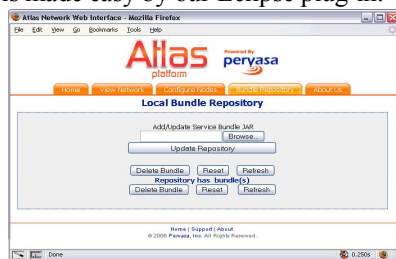 is made easy by our Eclipse plug-in.
Atlas Network Web Interface - Mozilla Firefox
File Edit View Go Bookmarks Tools Help
Atlas platform Powered By pervasa
Home View Network Configure Nodes Bundle Repository About Us
Local Bundle Repository
Add/Update Service Bundle JAR
Browse...
Update Repository
Delete Bundle Reset Refresh
Repository has bundle(s)
Delete Bundle Reset Refresh
Home | Support | About
© 2006 Pervasa, Inc. All Rights Reserved.
Done 0.250s